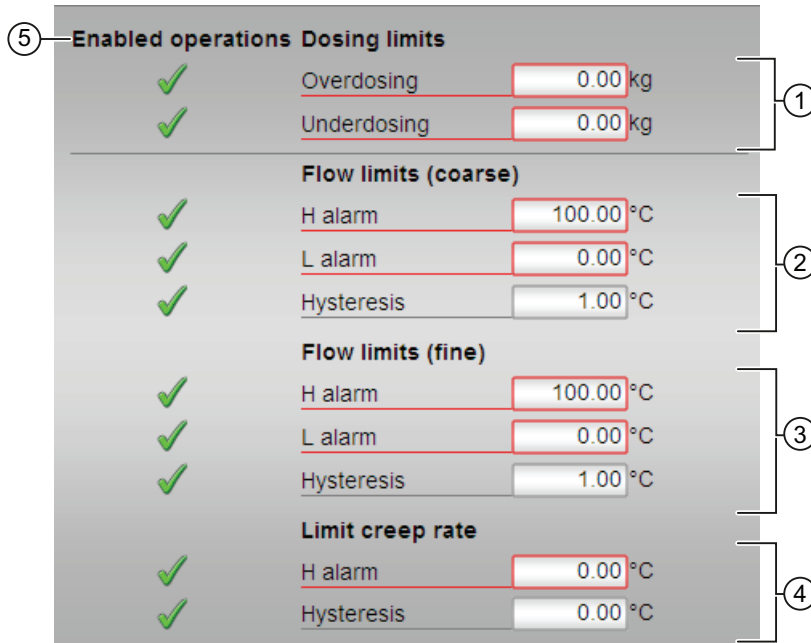 5 Enabled operations Dosing limits
Overdosing 0.00 kg
1
Underdosing 0.00 kg
Flow limits (coarse)
H alarm 100.00 °C
L alarm 0.00 °C
2
Hysteresis 1.00 °C
Flow limits (fine)
H alarm 100.00 °C
L alarm 0.00 °C
3
Hysteresis 1.00 °C
Limit creep rate
H alarm 0.00 °C
4
Hysteresis 0.00 °C